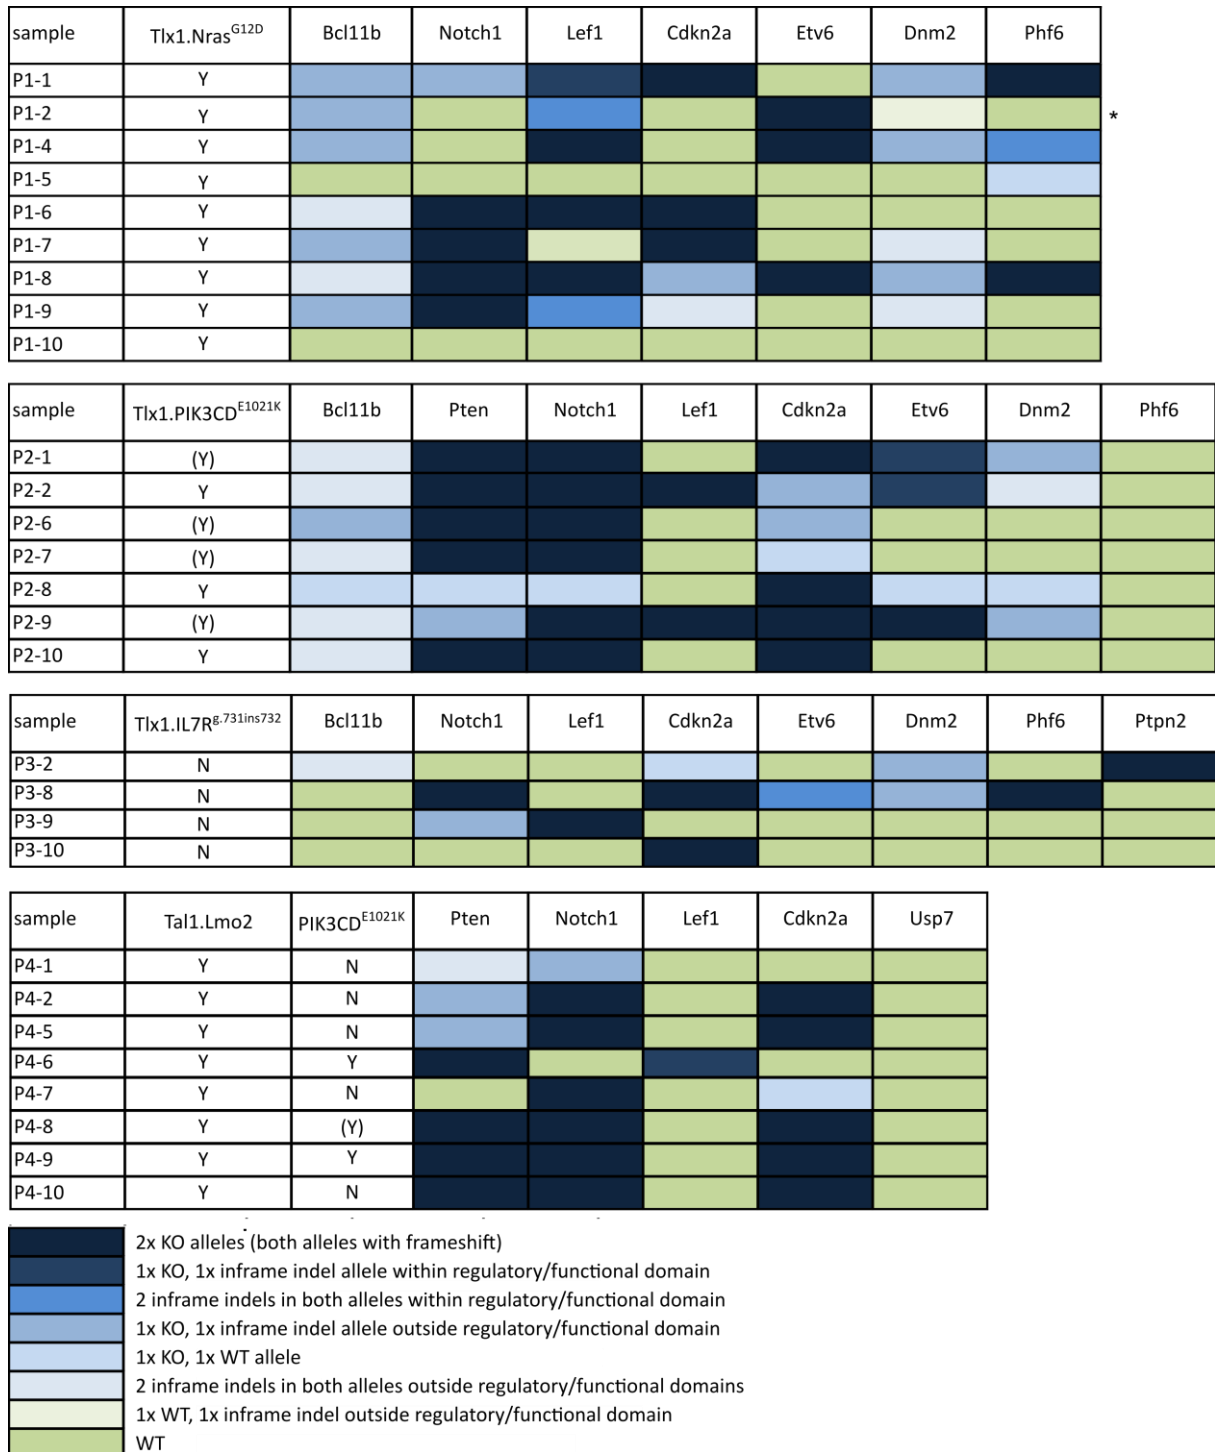 sample Tlx1.Nras^G12D Bcl11b Notch1 Lef1 Cdkn2a Etv6 Dnm2 Phf6
P1-1 Y
P1-2 Y *
P1-4 Y
P1-5 Y
P1-6 Y
P1-7 Y
P1-8 Y
P1-9 Y
P1-10 Y
sample Tlx1.PIK3CD^E1021K Bcl11b Pten Notch1 Lef1 Cdkn2a Etv6 Dnm2 Phf6
P2-1 (Y)
P2-2 Y
P2-6 (Y)
P2-7 (Y)
P2-8 Y
P2-9 (Y)
P2-10 Y
sample Tlx1.IL7R^g.731ins732 Bcl11b Notch1 Lef1 Cdkn2a Etv6 Dnm2 Phf6 Ptpn2
P3-2 N
P3-8 N
P3-9 N
P3-10 N
sample Tal1.Lmo2 PIK3CD^E1021K Pten Notch1 Lef1 Cdkn2a Usp7
P4-1 Y N
P4-2 Y N
P4-5 Y N
P4-6 Y Y
P4-7 Y N
P4-8 Y (Y)
P4-9 Y Y
P4-10 Y N
2x KO alleles (both alleles with frameshift)
1x KO, 1x inframe indel allele within regulatory/functional domain
2 inframe indels in both alleles within regulatory/functional domain
1x KO, 1x inframe indel allele outside regulatory/functional domain
1x KO, 1x WT allele
2 inframe indels in both alleles outside regulatory/functional domains
1x WT, 1x inframe indel outside regulatory/functional domain
WT